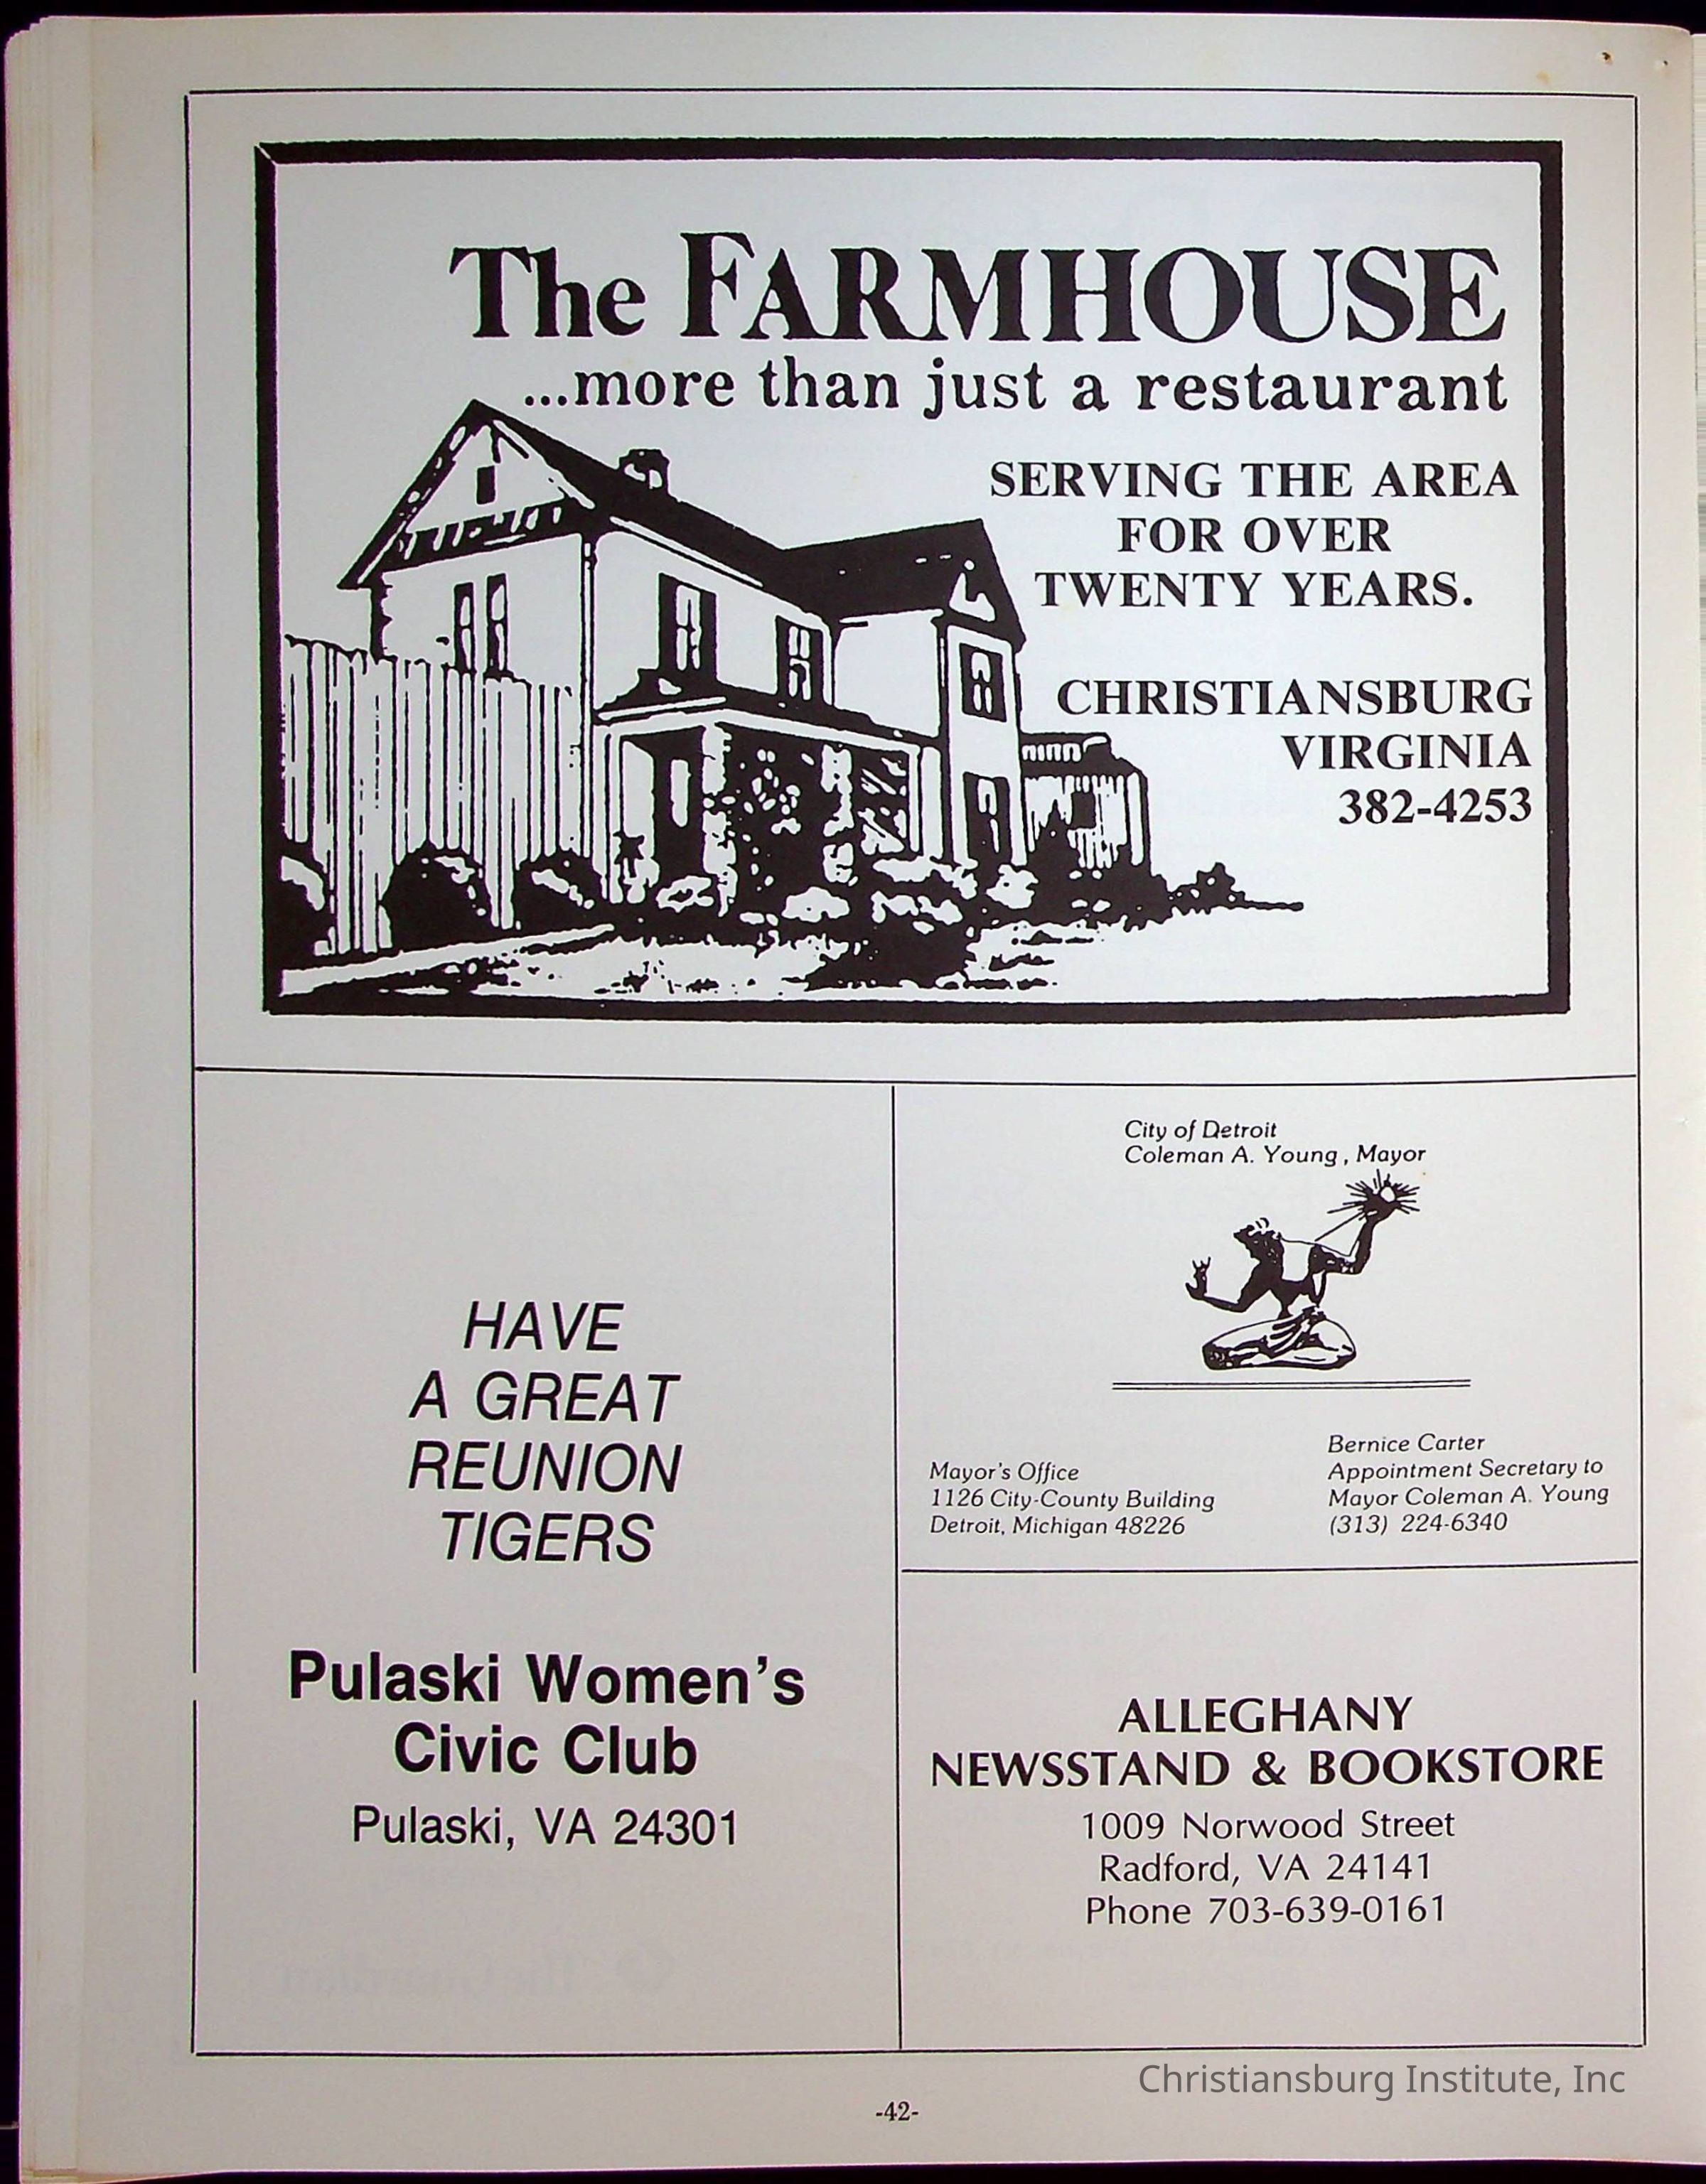 The FARMHOUSE
...more than just a restaurant
SERVING THE AREA
FOR OVER
TWENTY YEARS.
CHRISTIANSBURG
VIRGINIA
382-4253
HAVE
A GREAT
REUNION
TIGERS
Pulaski Women's
Civic Club
Pulaski, VA 24301
City of Detroit
Coleman A. Young, Mayor
Mayor's Office
1126 City-County Building
Detroit, Michigan 48226
Bernice Carter
Appointment Secretary to
Mayor Coleman A. Young
(313) 224-6340
ALLEGHANY
NEWSSTAND & BOOKSTORE
1009 Norwood Street
Radford, VA 24141
Phone 703-639-0161
Christiansburg Institute, Inc
-42-